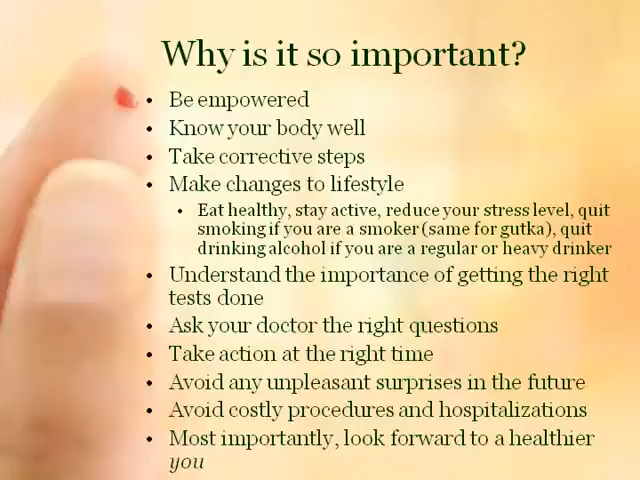 Why is it so important?
• Be empowered
• Know your body well
• Take corrective steps
• Make changes to lifestyle
• Eat healthy, stay active, reduce your stress level, quit
smoking if you are a smoker (same for gutka), quit
drinking alcohol if you are a regular or heavy drinker
• Understand the importance of getting the right
tests done
• Ask your doctor the right questions
• Take action at the right time
• Avoid any unpleasant surprises in the future
• Avoid costly procedures and hospitalizations
• Most importantly, look forward to a healthier
you